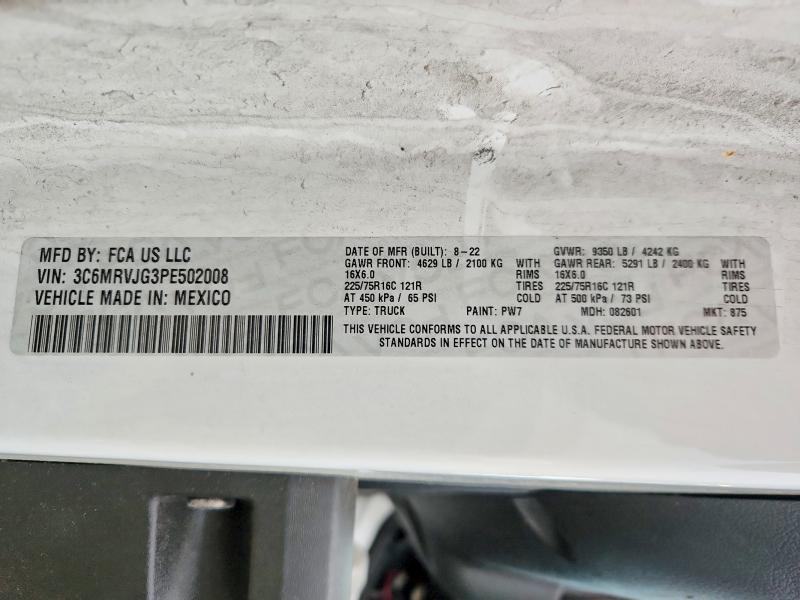 MFD BY: FCA US LLC
VIN: 3C6MRVJG3PE502008
VEHICLE MADE IN: MEXICO
DATE OF MFR (BUILT): 8-22 GVWR: 9350 LB / 4242 KG
GAWR FRONT: 4629 LB / 2100 KG WITH GAWR REAR: 5291 LB / 2400 KG WITH
16X6.0 RIMS 16X6.0 RIMS
225/75R16C 121R TIRES 225/75R16C 121R TIRES
AT 450 kPa / 65 PSI COLD AT 500 kPa / 73 PSI COLD
TYPE: TRUCK PAINT: PW7 MDH: 082601 MKT: 875
THIS VEHICLE CONFORMS TO ALL APPLICABLE U.S.A. FEDERAL MOTOR VEHICLE SAFETY
STANDARDS IN EFFECT ON THE DATE OF MANUFACTURE SHOWN ABOVE.